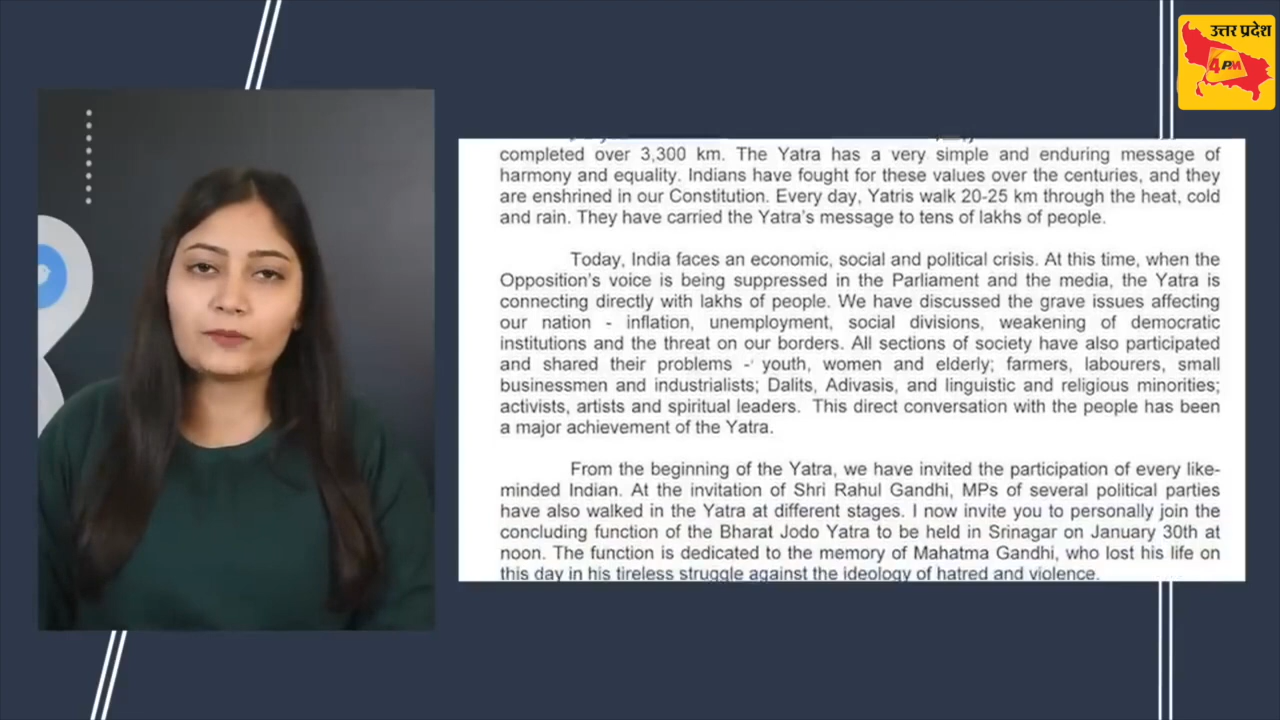 उत्तर प्रदेश
4PM
completed over 3,300 km. The Yatra has a very simple and enduring message of
harmony and equality. Indians have fought for these values over the centuries, and they
are enshrined in our Constitution. Every day, Yatris walk 20-25 km through the heat, cold
and rain. They have carried the Yatra's message to tens of lakhs of people.
Today, India faces an economic, social and political crisis. At this time, when the
Opposition's voice is being suppressed in the Parliament and the media, the Yatra is
connecting directly with lakhs of people. We have discussed the grave issues affecting
our nation - inflation, unemployment, social divisions, weakening of democratic
institutions and the threat on our borders. All sections of society have also participated
and shared their problems - youth, women and elderly; farmers, labourers, small
businessmen and industrialists; Dalits, Adivasis, and linguistic and religious minorities;
activists, artists and spiritual leaders. This direct conversation with the people has been
a major achievement of the Yatra.
From the beginning of the Yatra, we have invited the participation of every like-
minded Indian. At the invitation of Shri Rahul Gandhi, MPs of several political parties
have also walked in the Yatra at different stages. I now invite you to personally join the
concluding function of the Bharat Jodo Yatra to be held in Srinagar on January 30th at
noon. The function is dedicated to the memory of Mahatma Gandhi, who lost his life on
this day in his tireless struggle against the ideology of hatred and violence.